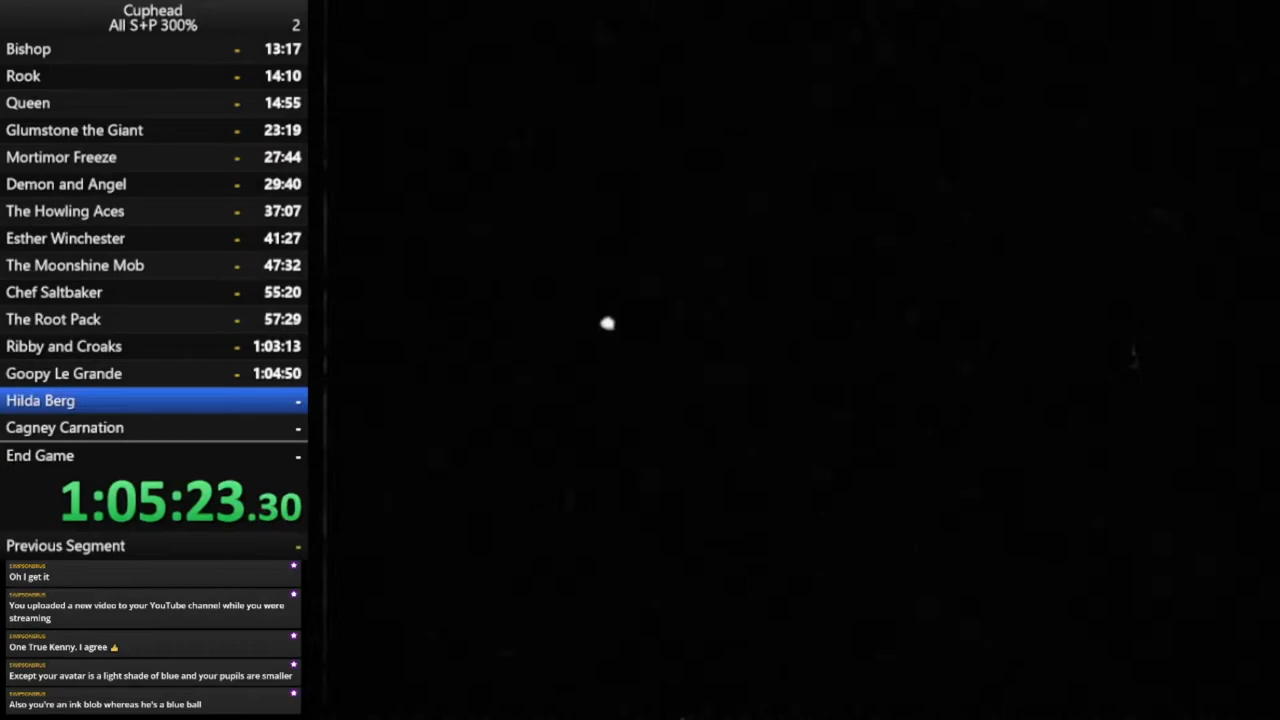 Cuphead
All S+P 300% 2
Bishop - 13:17
Rook - 14:10
Queen - 14:55
Glumstone the Giant - 23:19
Mortimor Freeze - 27:44
Demon and Angel - 29:40
The Howling Aces - 37:07
Esther Winchester - 41:27
The Moonshine Mob - 47:32
Chef Saltbaker - 55:20
The Root Pack - 57:29
Ribby and Croaks - 1:03:13
Goopy Le Grande - 1:04:50
Hilda Berg -
Cagney Carnation -
End Game -
1:05:23.30
Previous Segment -
SIMPSONSRUS
Oh I get it
SIMPSONSRUS
You uploaded a new video to your YouTube channel while you were
streaming
SIMPSONSRUS
One True Kenny. I agree 👍
SIMPSONSRUS
Except your avatar is a light shade of blue and your pupils are smaller
SIMPSONSRUS
Also you're an ink blob whereas he's a blue ball